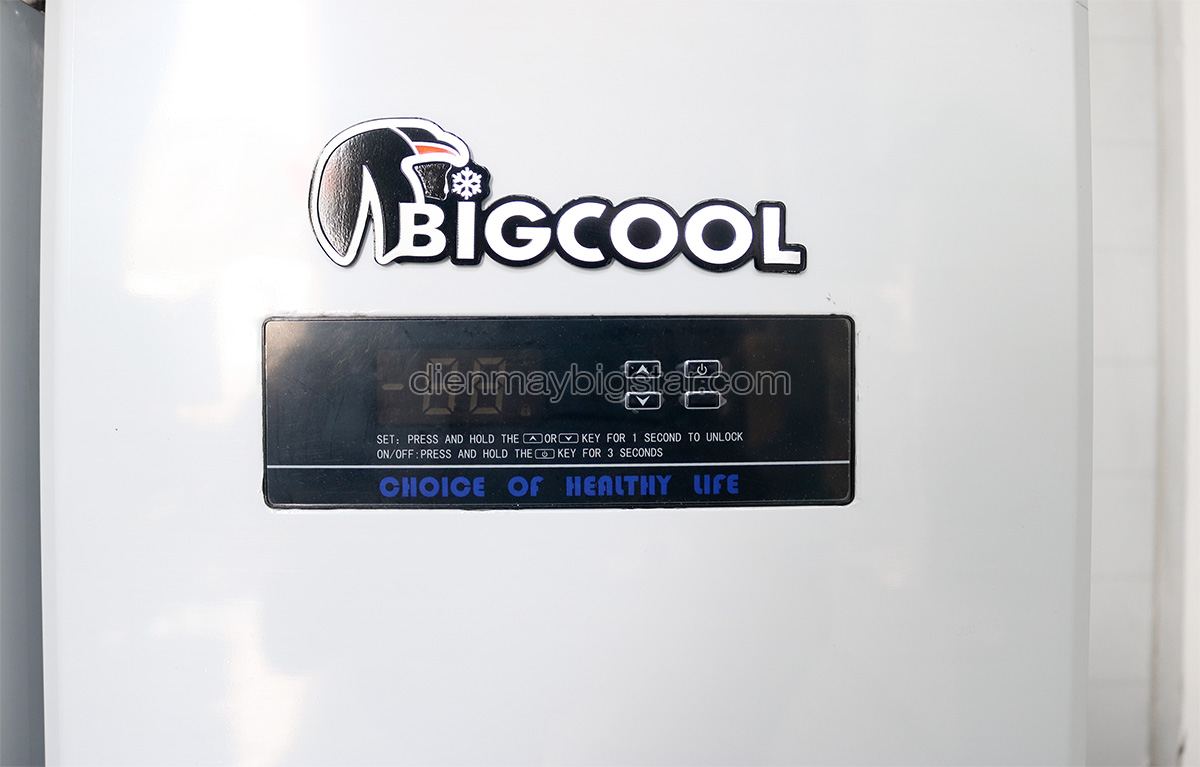 BIGCOOL
-88
dienmaybigstar.com
SET: PRESS AND HOLD THE OR KEY FOR 1 SECOND TO UNLOCK
ON/OFF:PRESS AND HOLD THE KEY FOR 3 SECONDS
CHOICE OF HEALTHY LIFE